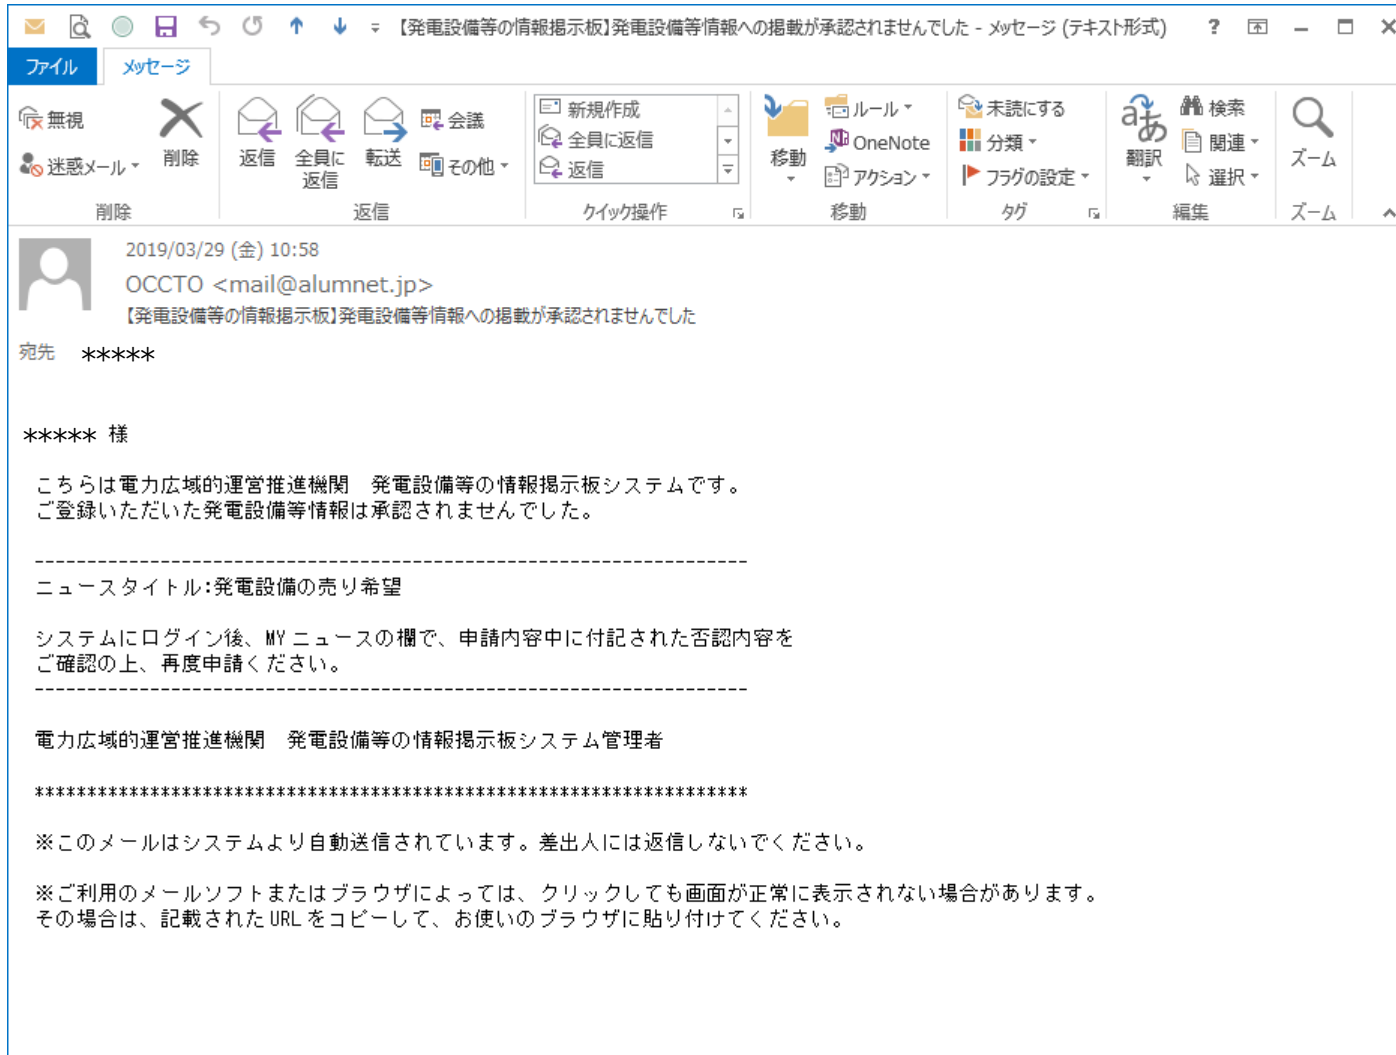 【発電設備等の情報掲示板】発電設備等情報への掲載が承認されませんでした - メッセージ (テキスト形式)
ファイル メッセージ
無視
迷惑メール
削除
返信
全員に返信
転送
会議
その他
新規作成
全員に返信
返信
移動
ルール
OneNote
アクション
未読にする
分類
フラグの設定
翻訳
検索
関連
選択
ズーム
削除 返信 クイック操作 移動 タグ 編集 ズーム
2019/03/29 (金) 10:58
OCCTO <mail@alumnet.jp>
【発電設備等の情報掲示板】発電設備等情報への掲載が承認されませんでした
宛先 *****
***** 様
こちらは電力広域的運営推進機関　発電設備等の情報掲示板システムです。
ご登録いただいた発電設備等情報は承認されませんでした。
--------------------------------------------------------------------
ニュースタイトル:発電設備の売り希望
システムにログイン後、MYニュースの欄で、申請内容中に付記された否認内容を
ご確認の上、再度申請ください。
--------------------------------------------------------------------
電力広域的運営推進機関　発電設備等の情報掲示板システム管理者
********************************************************************
※このメールはシステムより自動送信されています。差出人には返信しないでください。
※ご利用のメールソフトまたはブラウザによっては、クリックしても画面が正常に表示されない場合があります。
その場合は、記載されたURLをコピーして、お使いのブラウザに貼り付けてください。